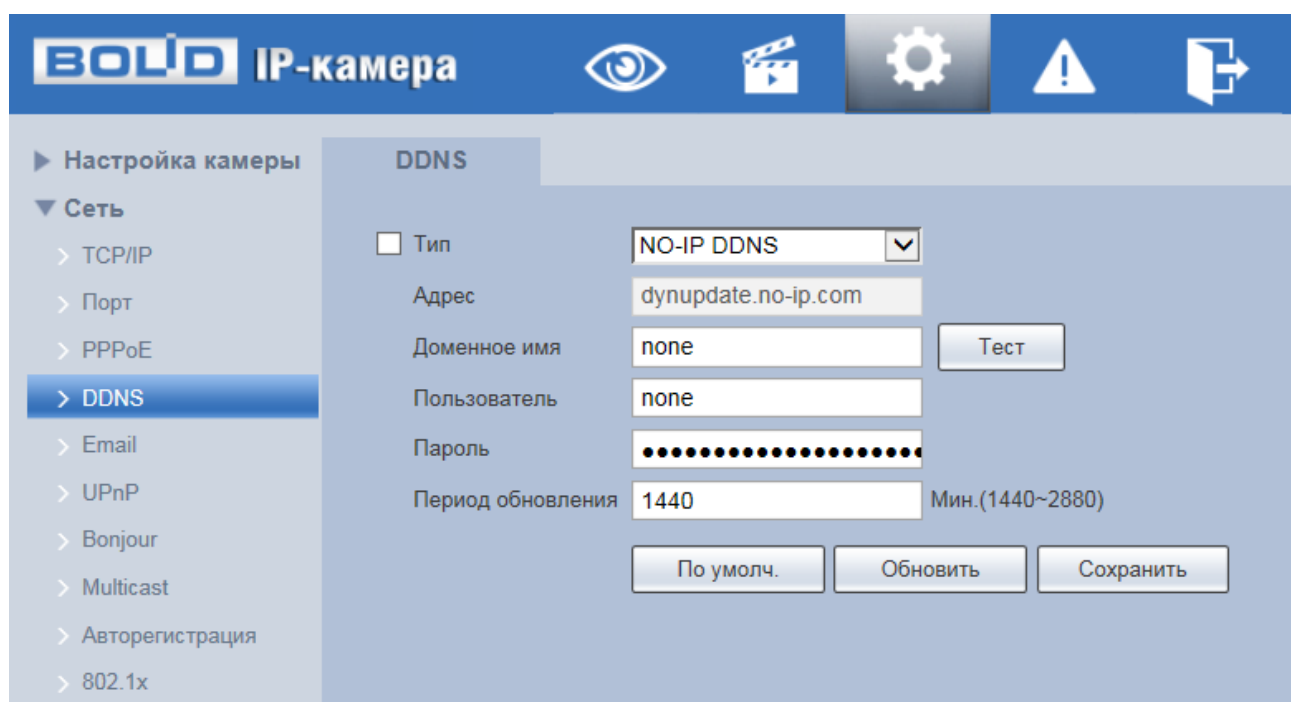 BOLID IP-камера
Настройка камеры
Сеть
TCP/IP
Порт
PPPoE
DDNS
Email
UPnP
Bonjour
Multicast
Авторегистрация
802.1x
DDNS
Тип NO-IP DDNS
Адрес dynupdate.no-ip.com
Доменное имя none Тест
Пользователь none
Пароль ●●●●●●●●●●●●●●●●●●●●
Период обновления 1440 Мин.(1440~2880)
По умолч. Обновить Сохранить